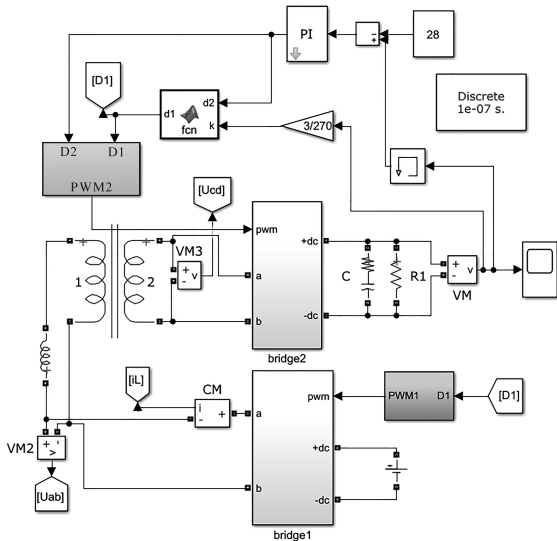 PI
28
[D1]
d1
d2
k
fcn
3/270
Discrete
1e-07 s.
D2
D1
PWM2
[Ucd]
pwm
VM3
+
-
v
+dc
1
2
a
C
R1
+
-
v
VM
b
-dc
bridge2
[iL]
CM
i
-
+
a
pwm
PWM1
D1
[D1]
VM2
+
-
v
+dc
[Uab]
b
-dc
bridge1